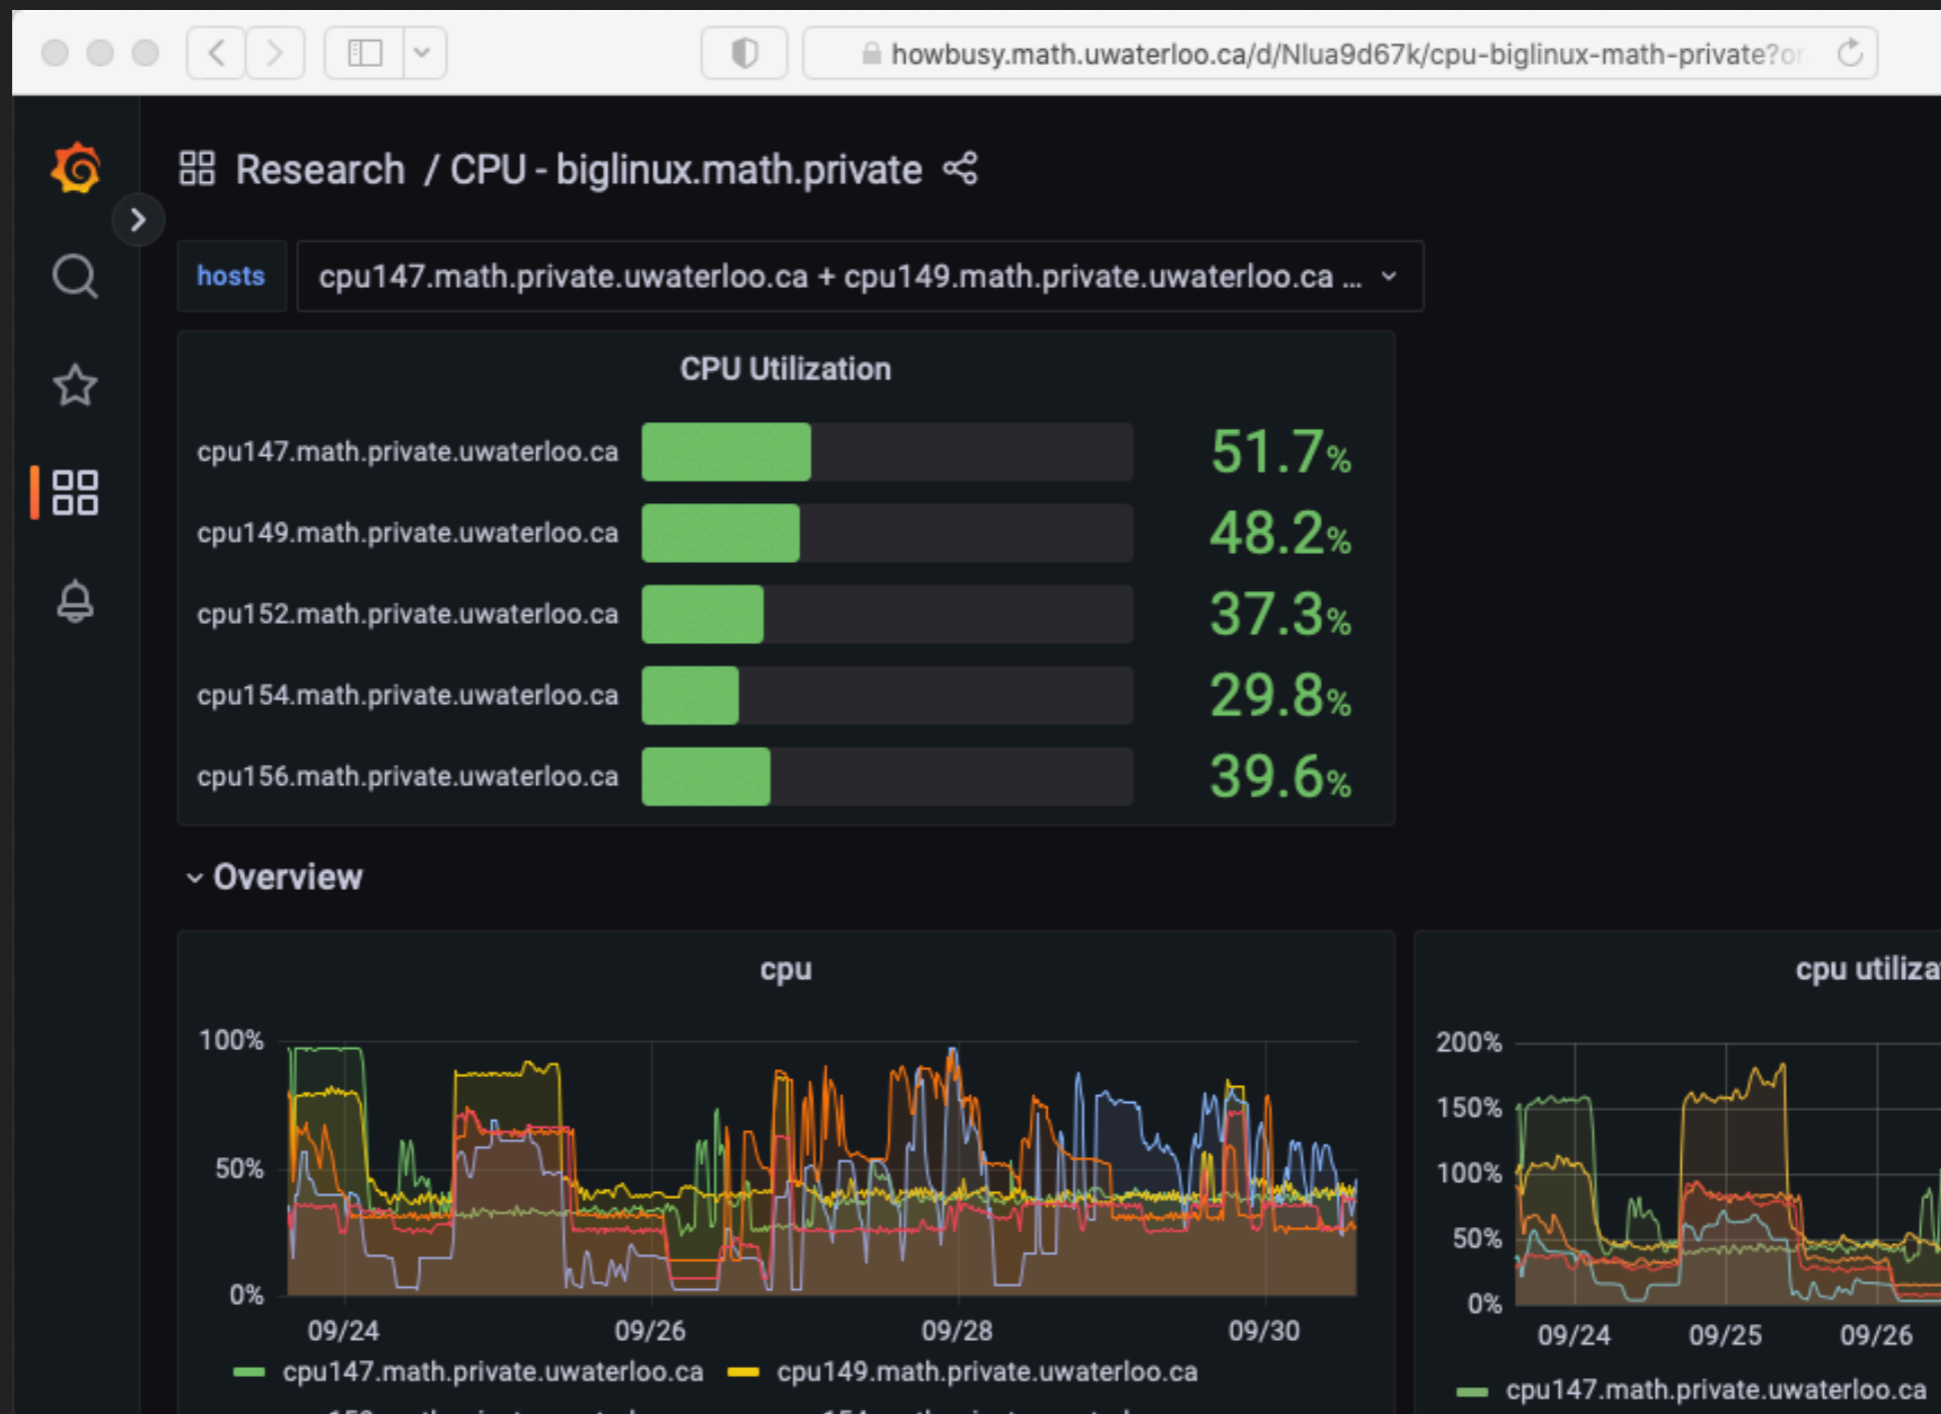 howbusy.math.uwaterloo.ca/d/Nlua9d67k/cpu-biglinux-math-private?or
Research / CPU - biglinux.math.private
hosts cpu147.math.private.uwaterloo.ca + cpu149.math.private.uwaterloo.ca ...
CPU Utilization
cpu147.math.private.uwaterloo.ca 51.7%
cpu149.math.private.uwaterloo.ca 48.2%
cpu152.math.private.uwaterloo.ca 37.3%
cpu154.math.private.uwaterloo.ca 29.8%
cpu156.math.private.uwaterloo.ca 39.6%
Overview
cpu
100%
50%
0%
09/24 09/26 09/28 09/30
cpu147.math.private.uwaterloo.ca cpu149.math.private.uwaterloo.ca
cpu utiliza
200%
150%
100%
50%
0%
09/24 09/25 09/26
cpu147.math.private.uwaterloo.ca